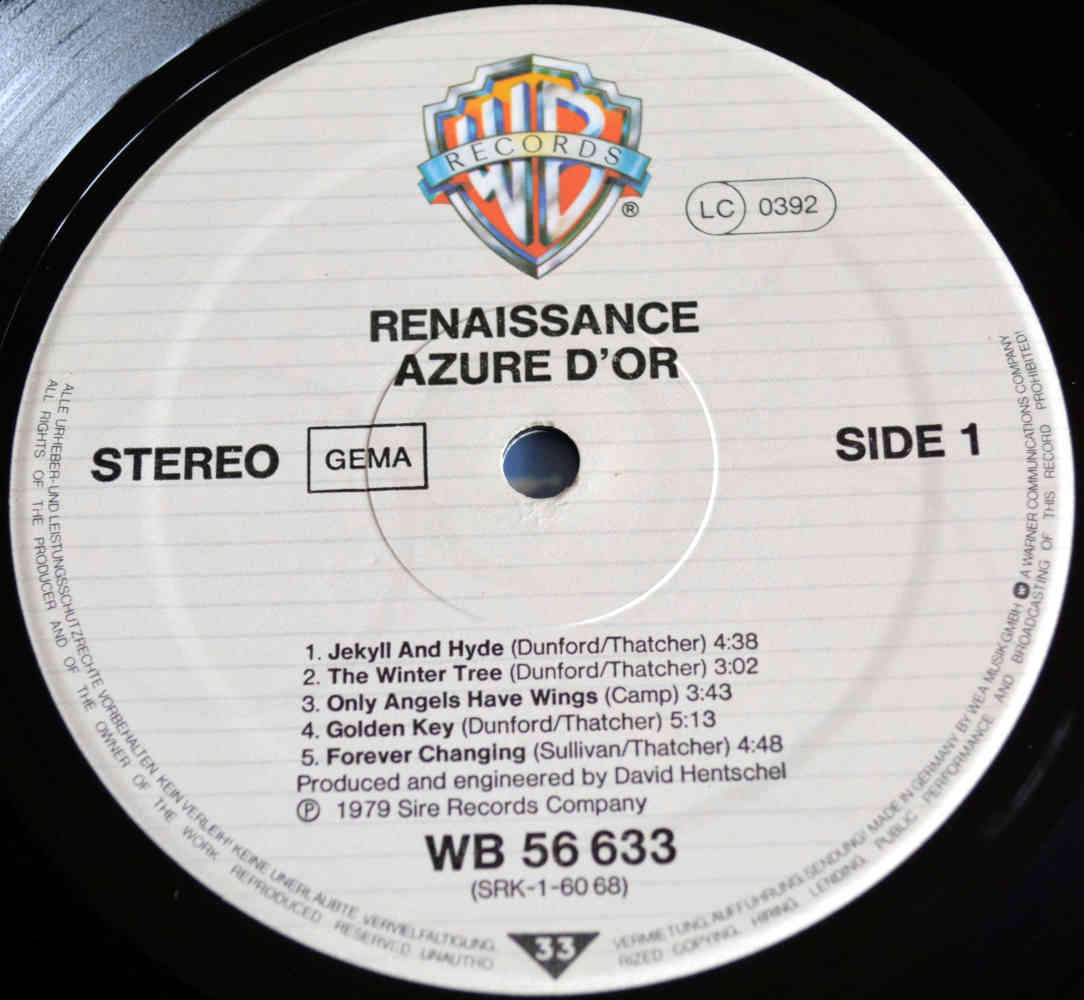 WB
RECORDS
®
LC 0392
RENAISSANCE
AZURE D'OR
STEREO GEMA SIDE 1
1. Jekyll And Hyde (Dunford/Thatcher) 4:38
2. The Winter Tree (Dunford/Thatcher) 3:02
3. Only Angels Have Wings (Camp) 3:43
4. Golden Key (Dunford/Thatcher) 5:13
5. Forever Changing (Sullivan/Thatcher) 4:48
Produced and engineered by David Hentschel
℗ 1979 Sire Records Company
WB 56 633
(SRK-1-60 68)
33
ALLE URHEBER- UND LEISTUNGSSCHUTZRECHTE VORBEHALTEN KEIN VERLEIH! KEINE UNERLAUBTE VERVIELFÄLTIGUNG, VERMIETUNG, AUFFÜHRUNG, SENDUNG! MADE IN GERMANY BY WEA MUSIK GMBH A WARNER COMMUNICATIONS COMPANY
ALL RIGHTS OF THE PRODUCER AND OF THE OWNER OF THE WORK REPRODUCED RESERVED. UNAUTHORIZED COPYING, HIRING, LENDING, PUBLIC PERFORMANCE AND BROADCASTING OF THIS RECORD PROHIBITED!